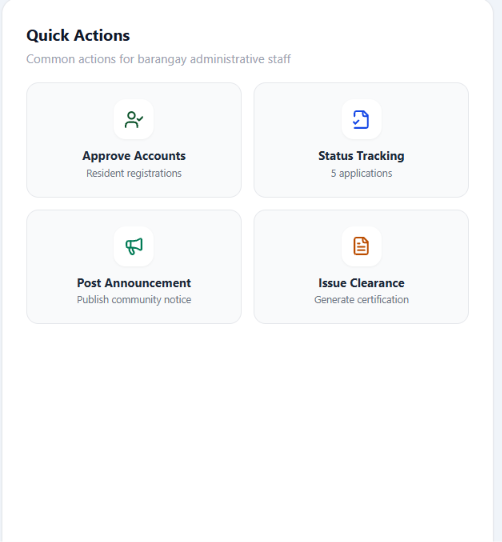 Quick Actions
Common actions for barangay administrative staff
Approve Accounts
Resident registrations
Status Tracking
5 applications
Post Announcement
Publish community notice
Issue Clearance
Generate certification